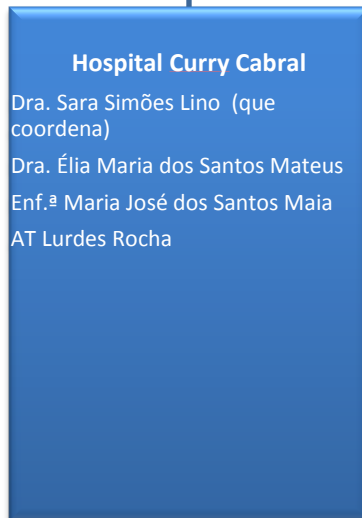 Hospital Curry Cabral
Dra. Sara Simões Lino (que
coordena)
Dra. Élia Maria dos Santos Mateus
Enf.ª Maria José dos Santos Maia
AT Lurdes Rocha